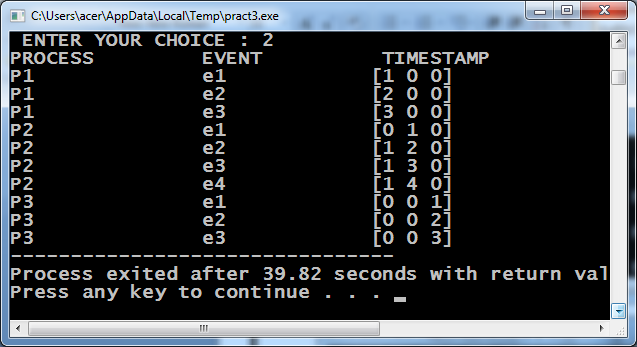 C:\Users\acer\AppData\Local\Temp\pract3.exe
ENTER YOUR CHOICE : 2
PROCESS EVENT TIMESTAMP
P1 e1 [1 0 0]
P1 e2 [2 0 0]
P1 e3 [3 0 0]
P2 e1 [0 1 0]
P2 e2 [1 2 0]
P2 e3 [1 3 0]
P2 e4 [1 4 0]
P3 e1 [0 0 1]
P3 e2 [0 0 2]
P3 e3 [0 0 3]
--------------------------------
Process exited after 39.82 seconds with return val
Press any key to continue . . .